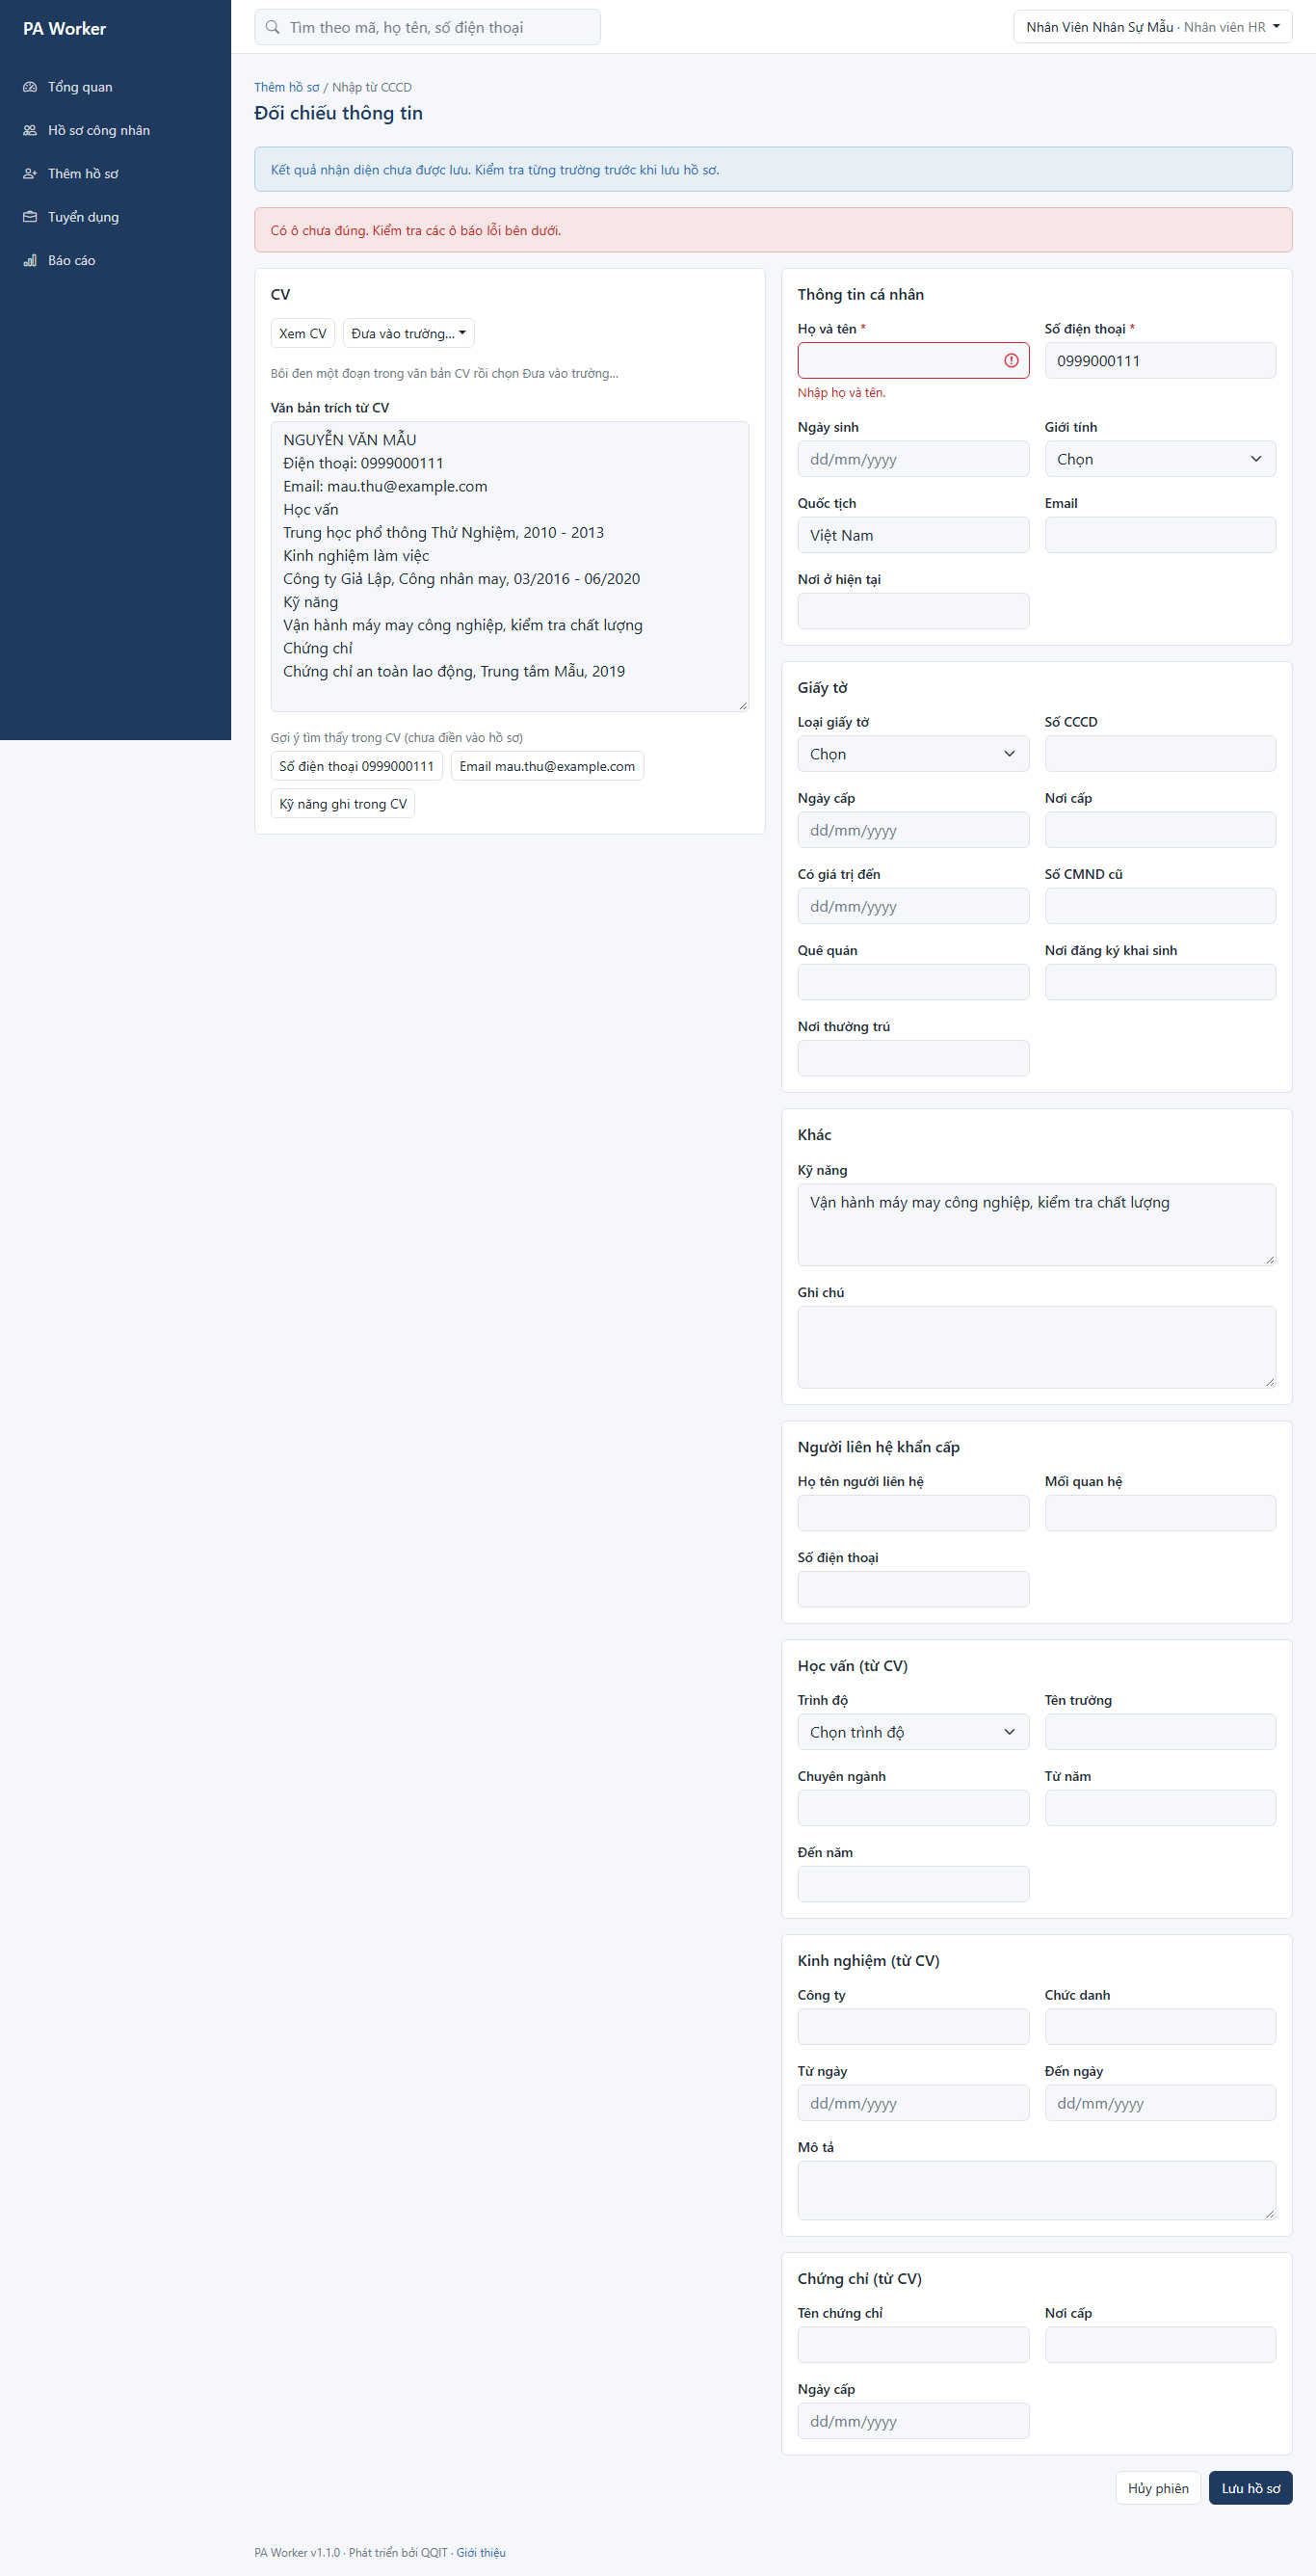 PA Worker
Tổng quan
Hồ sơ công nhân
Thêm hồ sơ
Tuyển dụng
Báo cáo
Tìm theo mã, họ tên, số điện thoại
Nhân Viên Nhân Sự Mẫu · Nhân viên HR
Thêm hồ sơ / Nhập từ CCCD
Đối chiếu thông tin
Kết quả nhận diện chưa được lưu. Kiểm tra từng trường trước khi lưu hồ sơ.
Có ô chưa đúng. Kiểm tra các ô báo lỗi bên dưới.
CV
Xem CV
Đưa vào trường...
Bôi đen một đoạn trong văn bản CV rồi chọn Đưa vào trường...
Văn bản trích từ CV
NGUYỄN VĂN MẪU
Điện thoại: 0999000111
Email: mau.thu@example.com
Học vấn
Trung học phổ thông Thử Nghiệm, 2010 - 2013
Kinh nghiệm làm việc
Công ty Giả Lập, Công nhân may, 03/2016 - 06/2020
Kỹ năng
Vận hành máy may công nghiệp, kiểm tra chất lượng
Chứng chỉ
Chứng chỉ an toàn lao động, Trung tâm Mẫu, 2019
Gợi ý tìm thấy trong CV (chưa điền vào hồ sơ)
Số điện thoại 0999000111
Email mau.thu@example.com
Kỹ năng ghi trong CV
Thông tin cá nhân
Họ và tên *
Số điện thoại *
0999000111
Nhập họ và tên.
Ngày sinh
Giới tính
dd/mm/yyyy
Chọn
Quốc tịch
Email
Việt Nam
Nơi ở hiện tại
Giấy tờ
Loại giấy tờ
Số CCCD
Chọn
Ngày cấp
Nơi cấp
dd/mm/yyyy
Có giá trị đến
Số CMND cũ
dd/mm/yyyy
Quê quán
Nơi đăng ký khai sinh
Nơi thường trú
Khác
Kỹ năng
Vận hành máy may công nghiệp, kiểm tra chất lượng
Ghi chú
Người liên hệ khẩn cấp
Họ tên người liên hệ
Mối quan hệ
Số điện thoại
Học vấn (từ CV)
Trình độ
Tên trường
Chọn trình độ
Chuyên ngành
Từ năm
Đến năm
Kinh nghiệm (từ CV)
Công ty
Chức danh
Từ ngày
Đến ngày
dd/mm/yyyy
dd/mm/yyyy
Mô tả
Chứng chỉ (từ CV)
Tên chứng chỉ
Nơi cấp
Ngày cấp
dd/mm/yyyy
Hủy phiên
Lưu hồ sơ
PA Worker v1.1.0 · Phát triển bởi QQIT · Giới thiệu